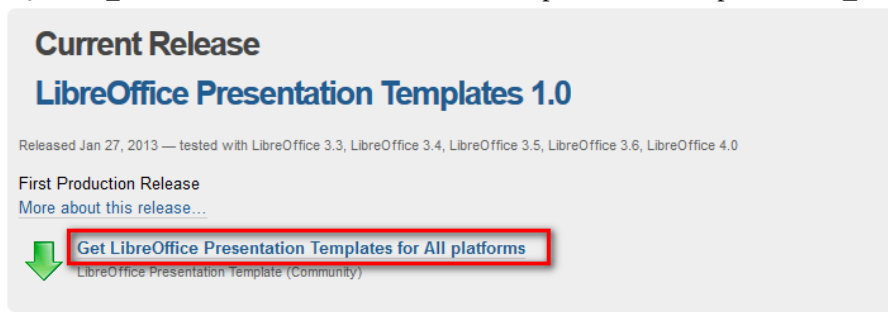 Current Release
LibreOffice Presentation Templates 1.0
Released Jan 27, 2013 — tested with LibreOffice 3.3, LibreOffice 3.4, LibreOffice 3.5, LibreOffice 3.6, LibreOffice 4.0
First Production Release
More about this release...
Get LibreOffice Presentation Templates for All platforms
LibreOffice Presentation Template (Community)